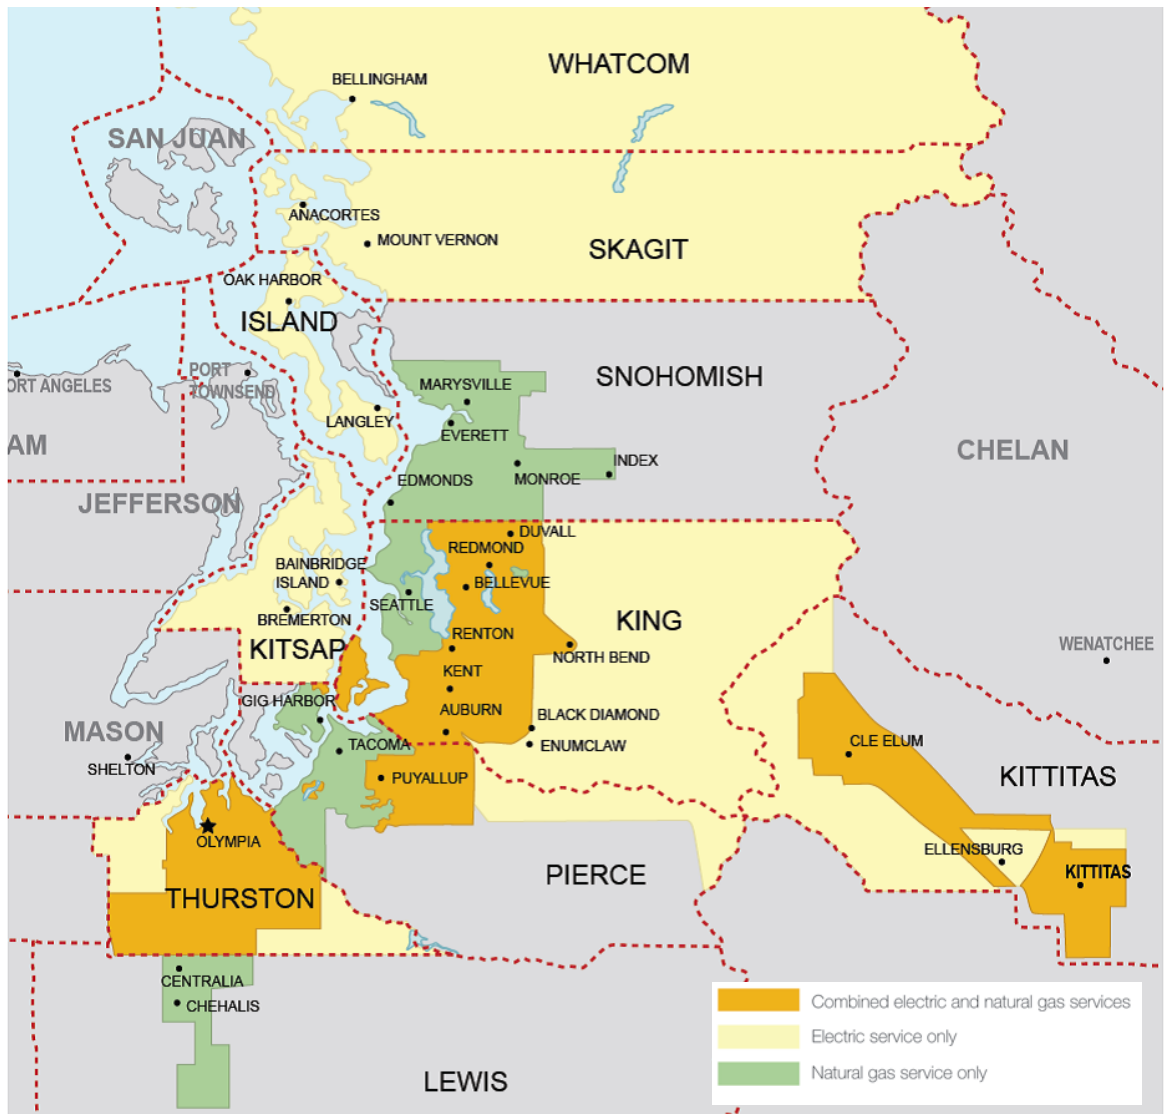 WHATCOM
BELLINGHAM
SAN JUAN
ANACORTES
MOUNT VERNON
SKAGIT
OAK HARBOR
ISLAND
PORT
TOWNSEND
ORT ANGELES
MARYSVILLE
SNOHOMISH
LANGLEY
EVERETT
AM
CHELAN
INDEX
MONROE
EDMONDS
JEFFERSON
DUVALL
REDMOND
BAINBRIDGE
ISLAND
BELLEVUE
SEATTLE
BREMERTON
KING
RENTON
KITSAP
NORTH BEND
WENATCHEE
KENT
GIG HARBOR
AUBURN
BLACK DIAMOND
MASON
TACOMA
ENUMCLAW
CLE ELUM
SHELTON
PUYALLUP
KITTITAS
OLYMPIA
ELLENSBURG
PIERCE
KITTITAS
THURSTON
CENTRALIA
CHEHALIS
LEWIS
Combined electric and natural gas services
Electric service only
Natural gas service only